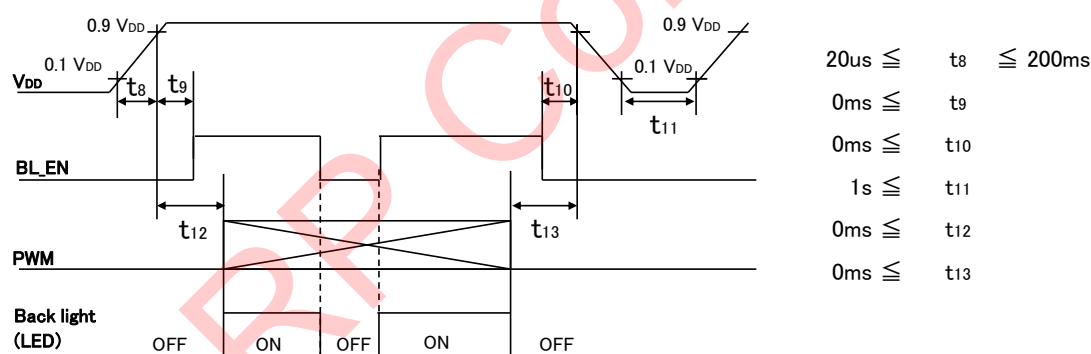 0.9 VDD
0.9 VDD
0.1 VDD
0.1 VDD
VDD
t8
t9
t10
t11
20us ≦ t8 ≦ 200ms
0ms ≦ t9
0ms ≦ t10
1s ≦ t11
0ms ≦ t12
0ms ≦ t13
BL_EN
t12
t13
PWM
Back light
(LED)
OFF ON OFF ON OFF
RP Co